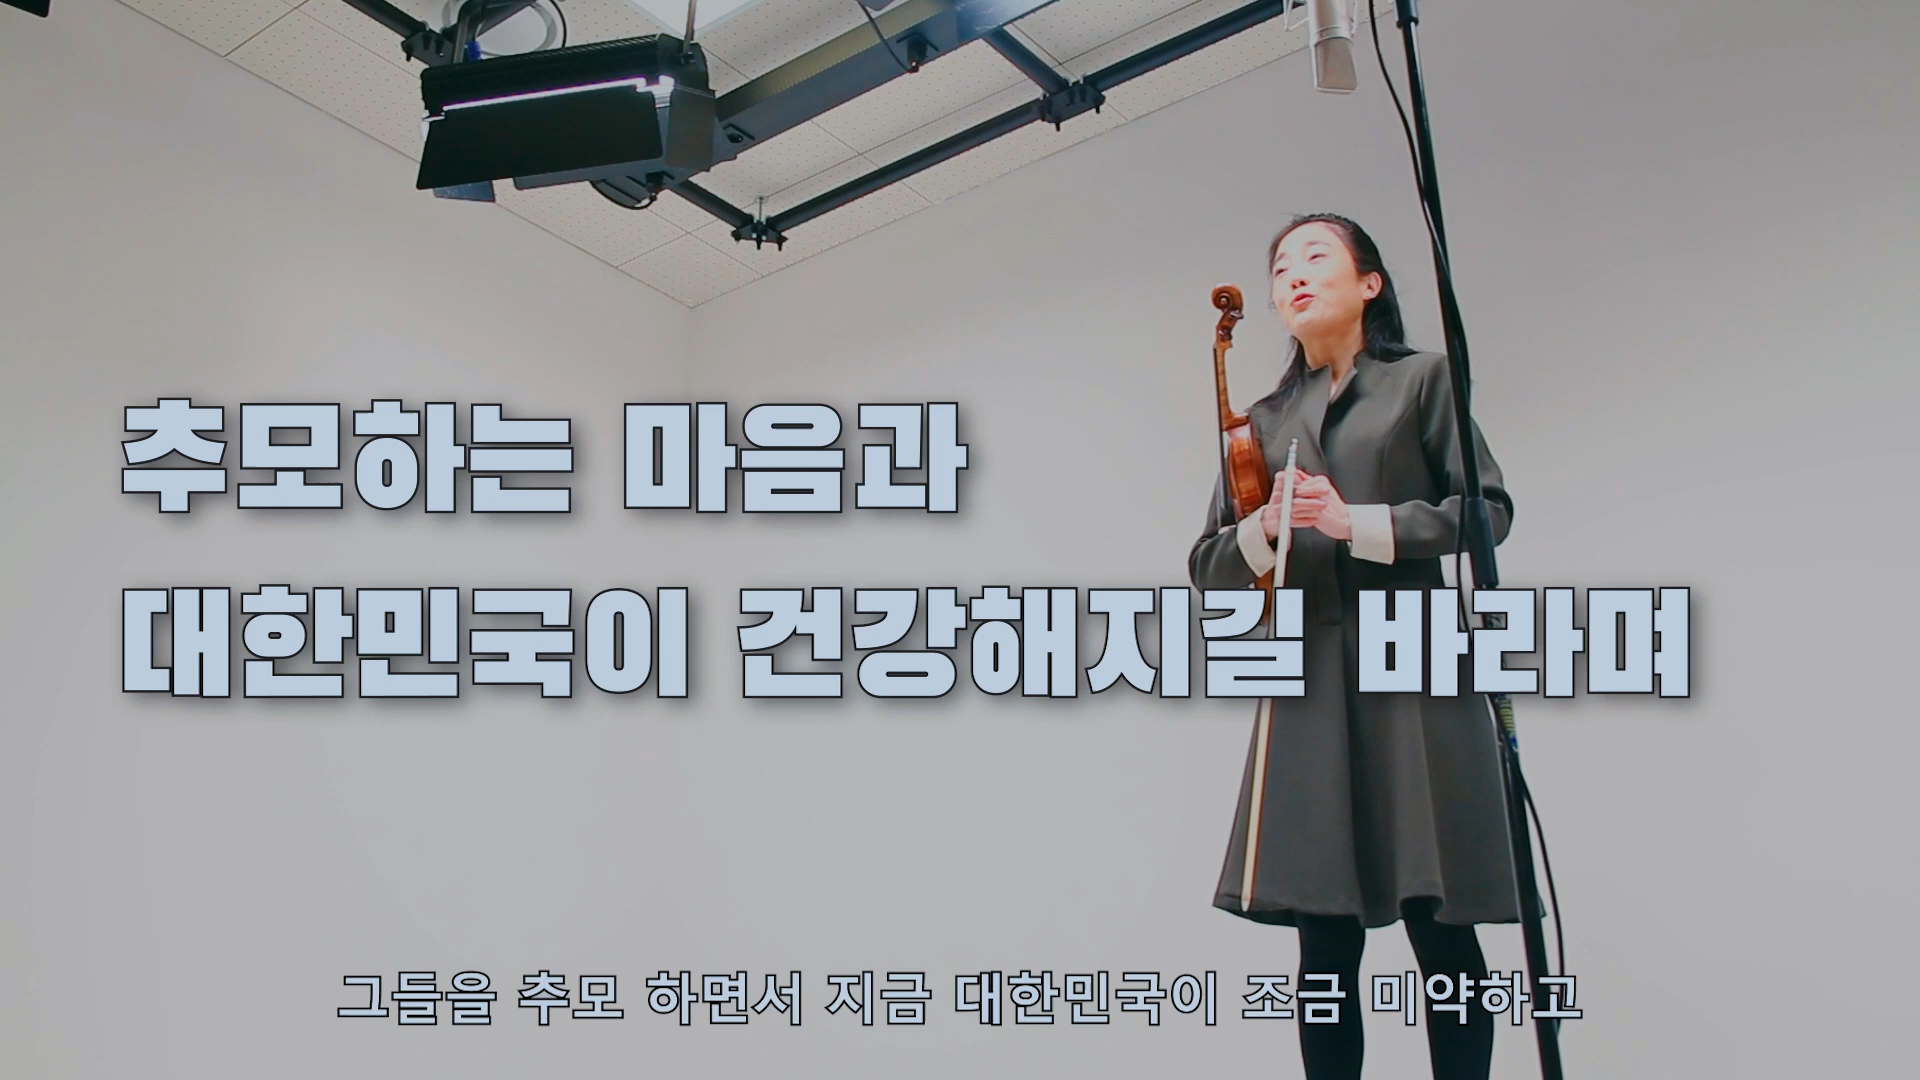 추모하는 마음과
대한민국이 건강해지길 바라며
그들을 추모 하면서 지금 대한민국이 조금 미약하고